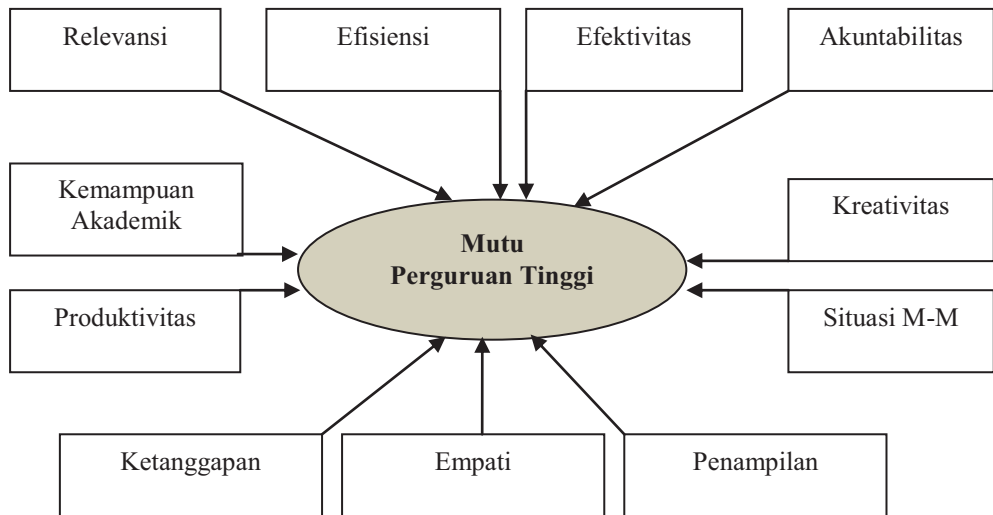 Relevansi
Efisiensi
Efektivitas
Akuntabilitas
Kemampuan
Akademik
Kreativitas
Mutu
Perguruan Tinggi
Produktivitas
Situasi M-M
Ketanggapan
Empati
Penampilan